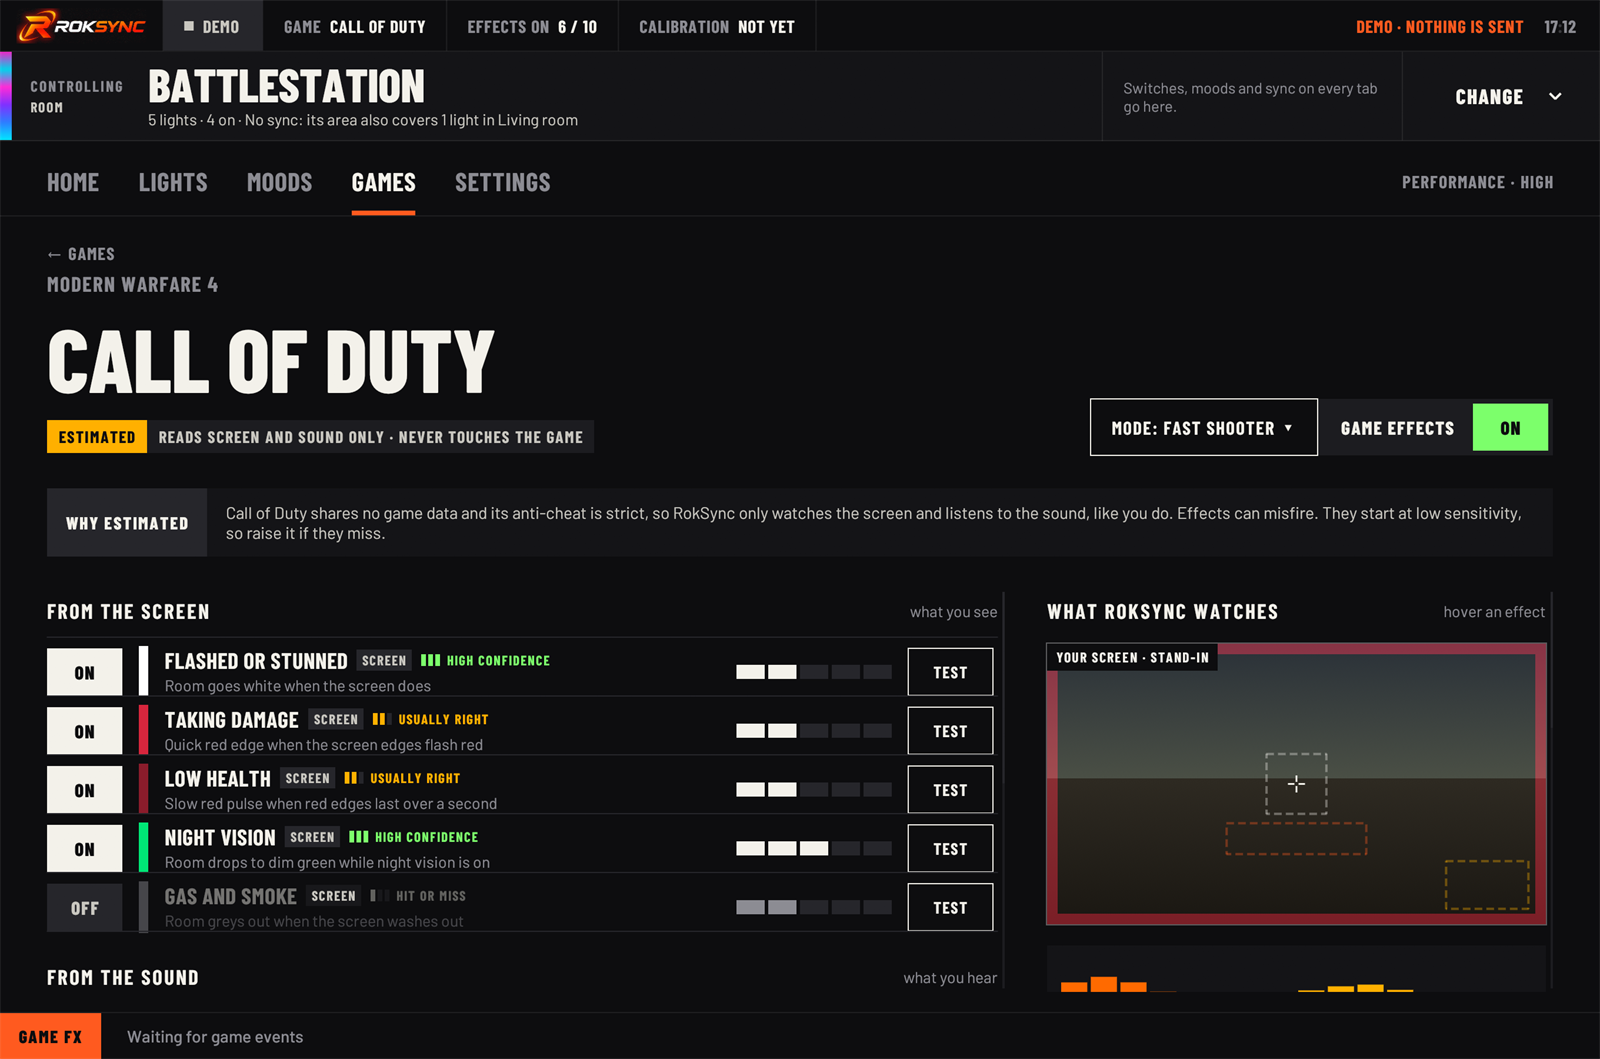 ROKSYNC
DEMO
GAME CALL OF DUTY
EFFECTS ON 6 / 10
CALIBRATION NOT YET
DEMO · NOTHING IS SENT
17:12
CONTROLLING
ROOM
BATTLESTATION
5 lights · 4 on · No sync: its area also covers 1 light in Living room
Switches, moods and sync on every tab
go here.
CHANGE
HOME
LIGHTS
MOODS
GAMES
SETTINGS
PERFORMANCE · HIGH
← GAMES
MODERN WARFARE 4
CALL OF DUTY
ESTIMATED
READS SCREEN AND SOUND ONLY · NEVER TOUCHES THE GAME
MODE: FAST SHOOTER ▾
GAME EFFECTS
ON
WHY ESTIMATED
Call of Duty shares no game data and its anti-cheat is strict, so RokSync only watches the screen and listens to the sound, like you do. Effects can misfire. They start at low sensitivity,
so raise it if they miss.
FROM THE SCREEN
what you see
ON
FLASHED OR STUNNED SCREEN HIGH CONFIDENCE
Room goes white when the screen does
TEST
ON
TAKING DAMAGE SCREEN USUALLY RIGHT
Quick red edge when the screen edges flash red
TEST
ON
LOW HEALTH SCREEN USUALLY RIGHT
Slow red pulse when red edges last over a second
TEST
ON
NIGHT VISION SCREEN HIGH CONFIDENCE
Room drops to dim green while night vision is on
TEST
OFF
GAS AND SMOKE SCREEN HIT OR MISS
Room greys out when the screen washes out
TEST
FROM THE SOUND
what you hear
WHAT ROKSYNC WATCHES
hover an effect
YOUR SCREEN · STAND-IN
GAME FX
Waiting for game events